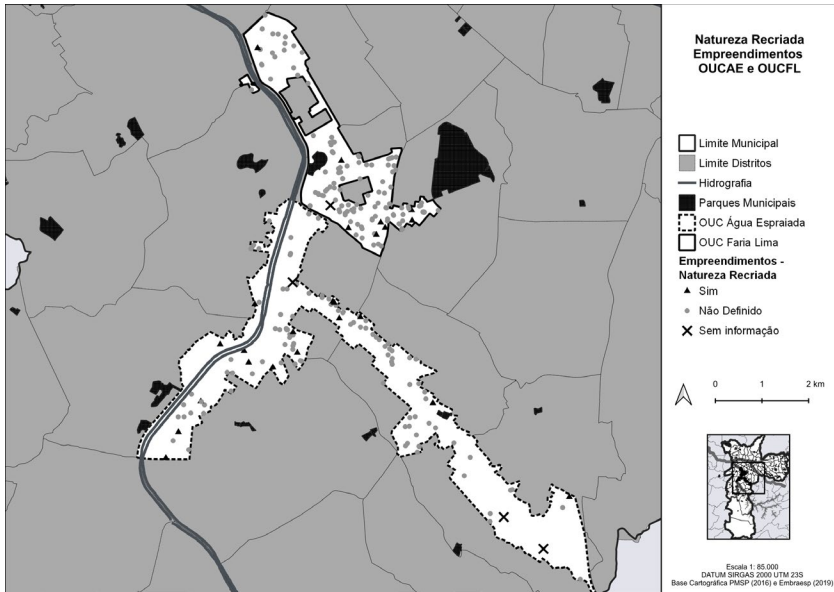 Natureza Recriada
Empreendimentos
OUCAE e OUCFL
Limite Municipal
Limite Distritos
Hidrografia
Parques Municipais
OUC Água Espraiada
OUC Faria Lima
Empreendimentos -
Natureza Recriada
Sim
Não Definido
Sem informação
0 1 2 km
Escala 1: 85.000
DATUM SIRGAS 2000 UTM 23S
Base Cartográfica PMSP (2016) e Embraesp (2019)